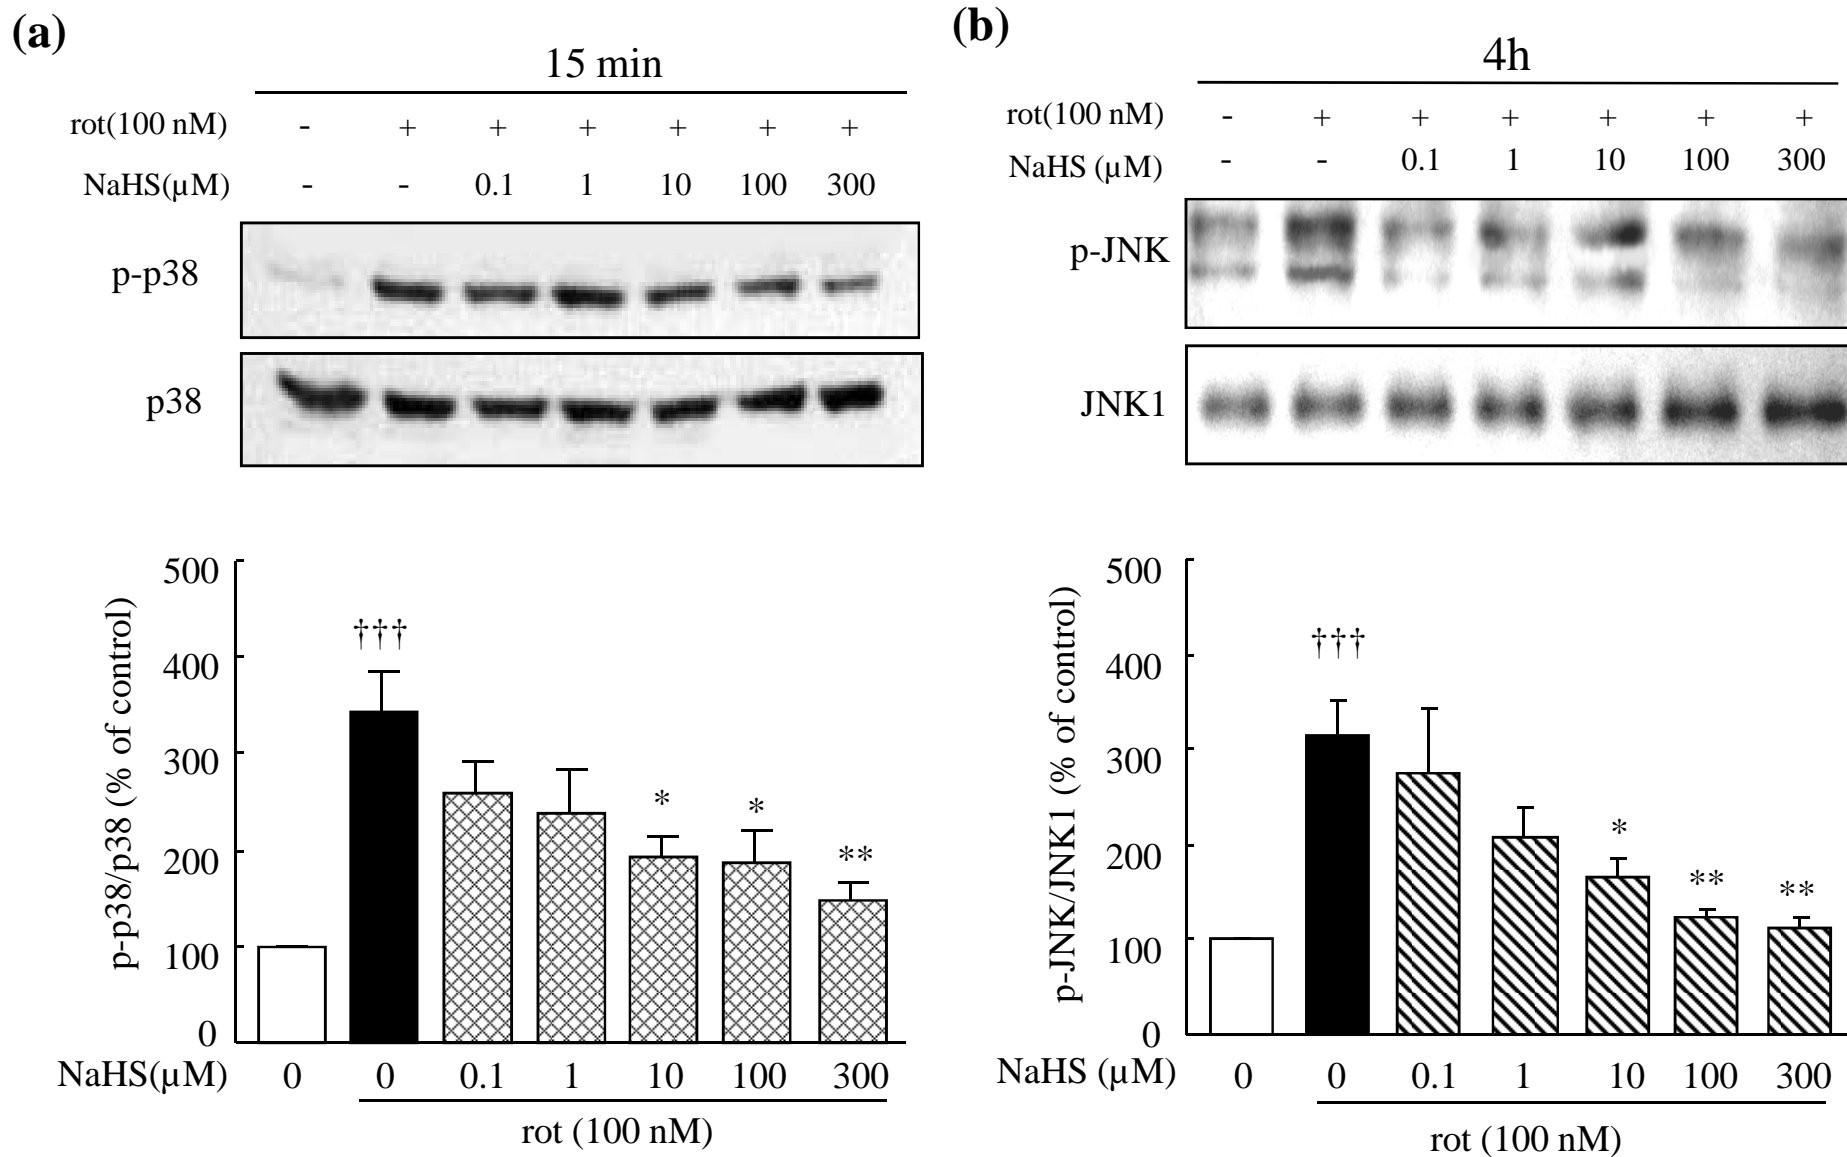 (a)
15 min
rot(100 nM) - + + + + + +
NaHS(µM) - - 0.1 1 10 100 300
p-p38
p38
500
400
300
200
100
0
p-p38/p38 (% of control)
†††
*
*
**
NaHS(µM) 0 0 0.1 1 10 100 300
rot (100 nM)
(b)
4h
rot(100 nM) - + + + + + +
NaHS (µM) - - 0.1 1 10 100 300
p-JNK
JNK1
500
400
300
200
100
0
p-JNK/JNK1 (% of control)
†††
*
**
**
NaHS (µM) 0 0 0.1 1 10 100 300
rot (100 nM)